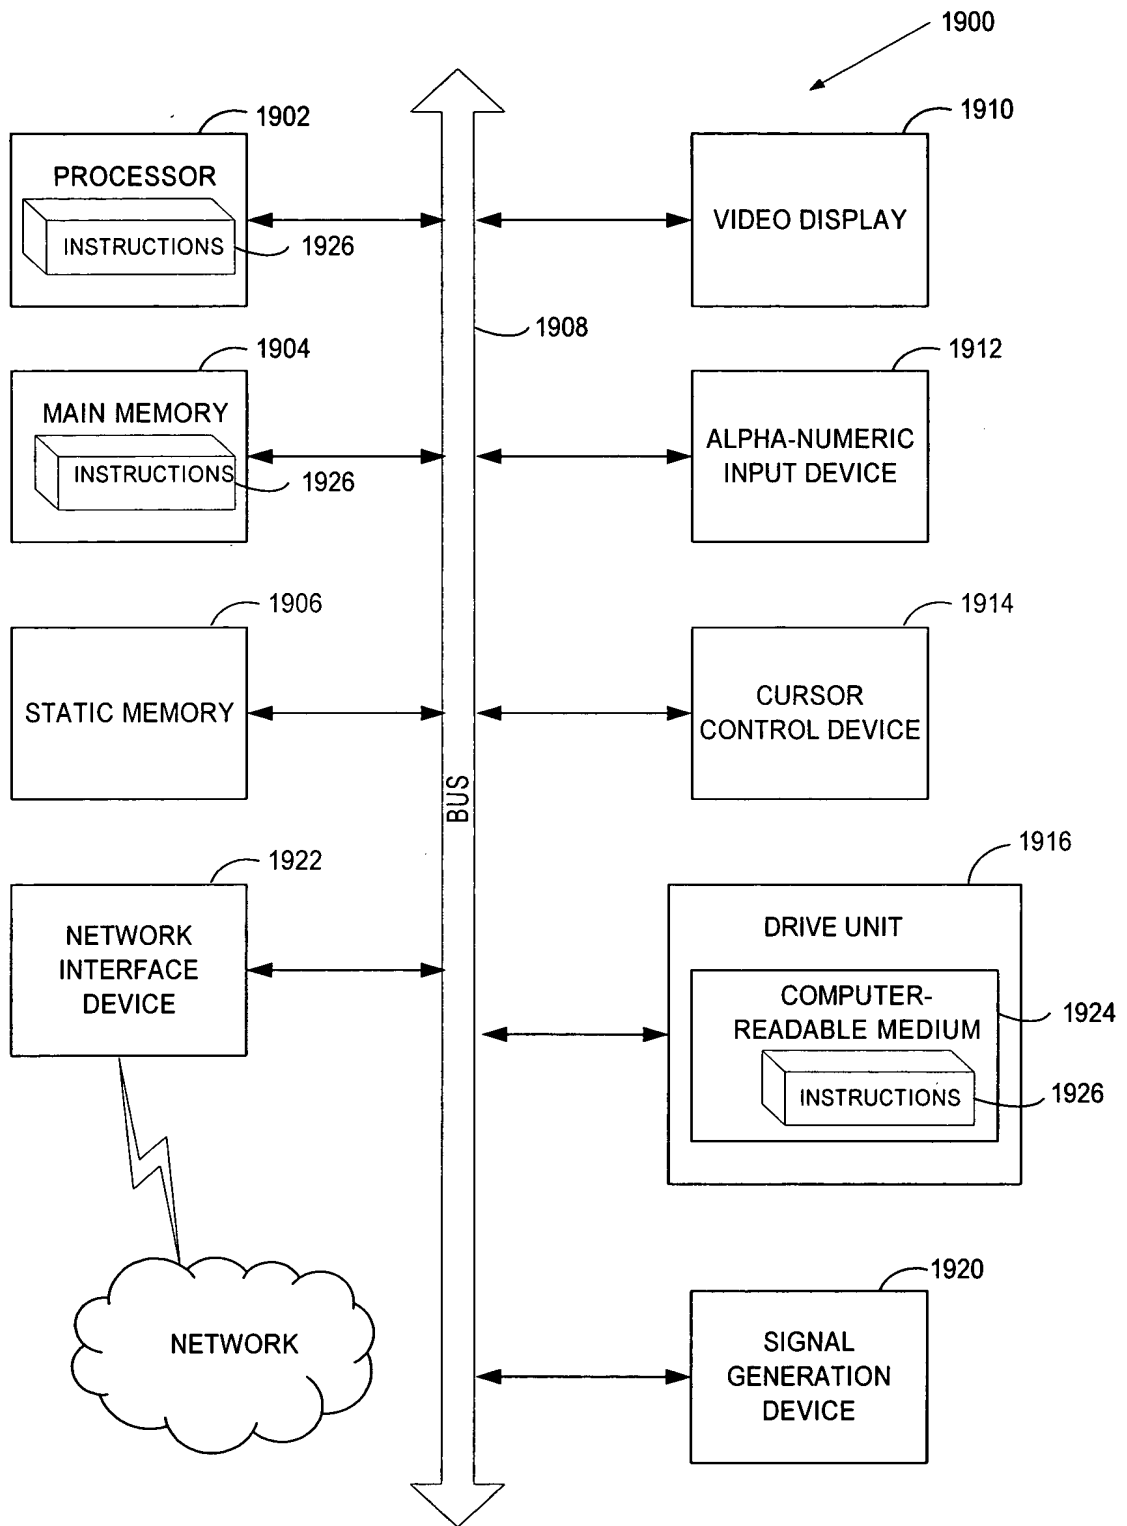 1900
1902
PROCESSOR
INSTRUCTIONS
1926
1910
VIDEO DISPLAY
1908
1904
MAIN MEMORY
INSTRUCTIONS
1926
1912
ALPHA-NUMERIC
INPUT DEVICE
1906
STATIC MEMORY
1914
CURSOR
CONTROL DEVICE
BUS
1922
NETWORK
INTERFACE
DEVICE
1916
DRIVE UNIT
COMPUTER-
READABLE MEDIUM
1924
INSTRUCTIONS
1926
NETWORK
1920
SIGNAL
GENERATION
DEVICE